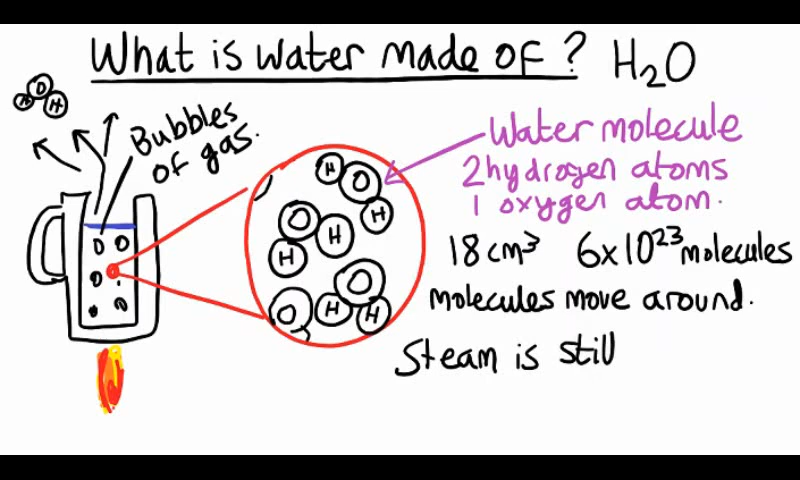 What is water made of? H₂O
H O H
Bubbles
of gas.
Water molecule
2 hydrogen atoms
1 oxygen atom.
18 cm³ 6x10²³ molecules
molecules move around.
Steam is still
H O H
O H H
O H H
O